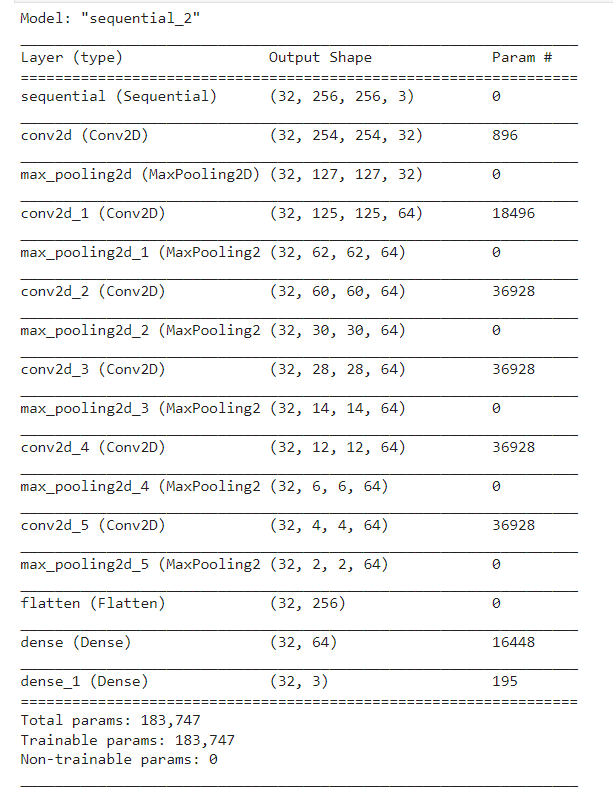 Model: "sequential_2"
Layer (type) Output Shape Param #
sequential (Sequential) (32, 256, 256, 3) 0
conv2d (Conv2D) (32, 254, 254, 32) 896
max_pooling2d (MaxPooling2D) (32, 127, 127, 32) 0
conv2d_1 (Conv2D) (32, 125, 125, 64) 18496
max_pooling2d_1 (MaxPooling2 (32, 62, 62, 64) 0
conv2d_2 (Conv2D) (32, 60, 60, 64) 36928
max_pooling2d_2 (MaxPooling2 (32, 30, 30, 64) 0
conv2d_3 (Conv2D) (32, 28, 28, 64) 36928
max_pooling2d_3 (MaxPooling2 (32, 14, 14, 64) 0
conv2d_4 (Conv2D) (32, 12, 12, 64) 36928
max_pooling2d_4 (MaxPooling2 (32, 6, 6, 64) 0
conv2d_5 (Conv2D) (32, 4, 4, 64) 36928
max_pooling2d_5 (MaxPooling2 (32, 2, 2, 64) 0
flatten (Flatten) (32, 256) 0
dense (Dense) (32, 64) 16448
dense_1 (Dense) (32, 3) 195
Total params: 183,747
Trainable params: 183,747
Non-trainable params: 0